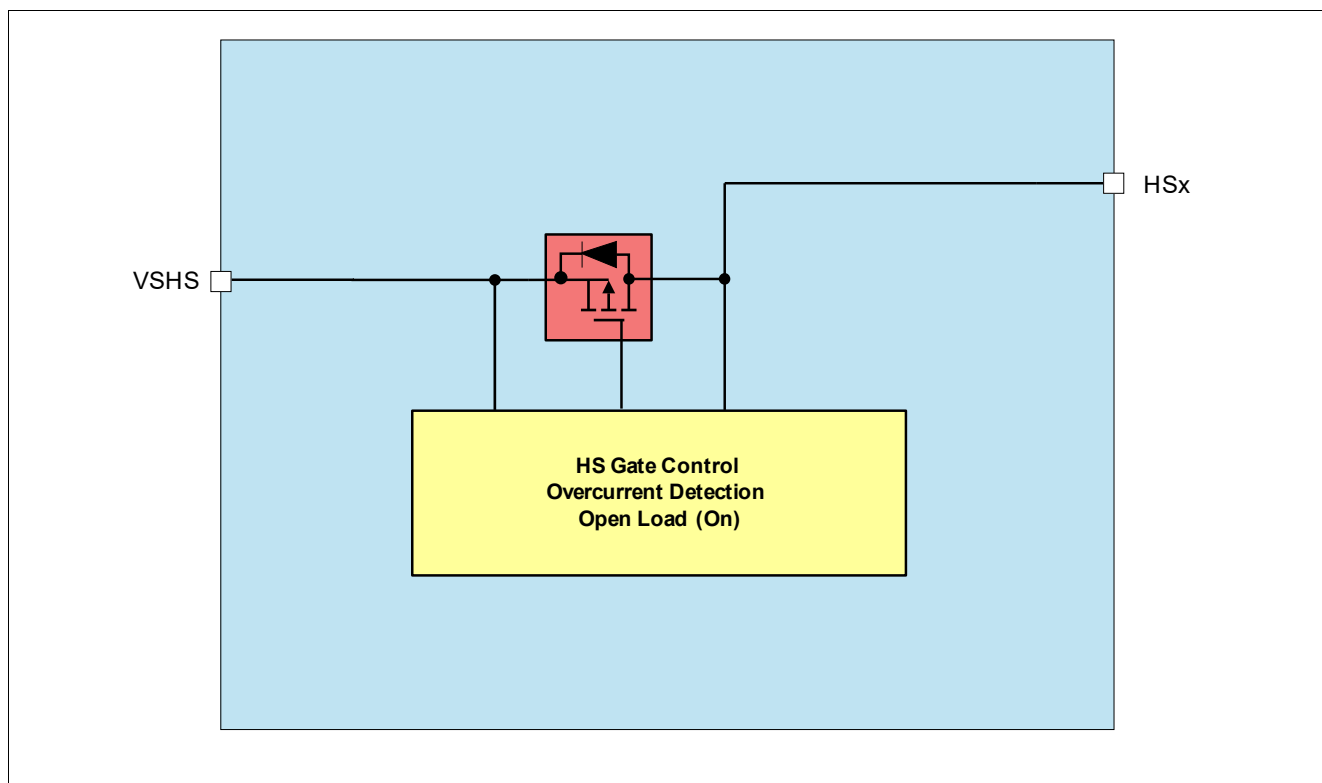 HSx
VSHS
HS Gate Control
Overcurrent Detection
Open Load (On)